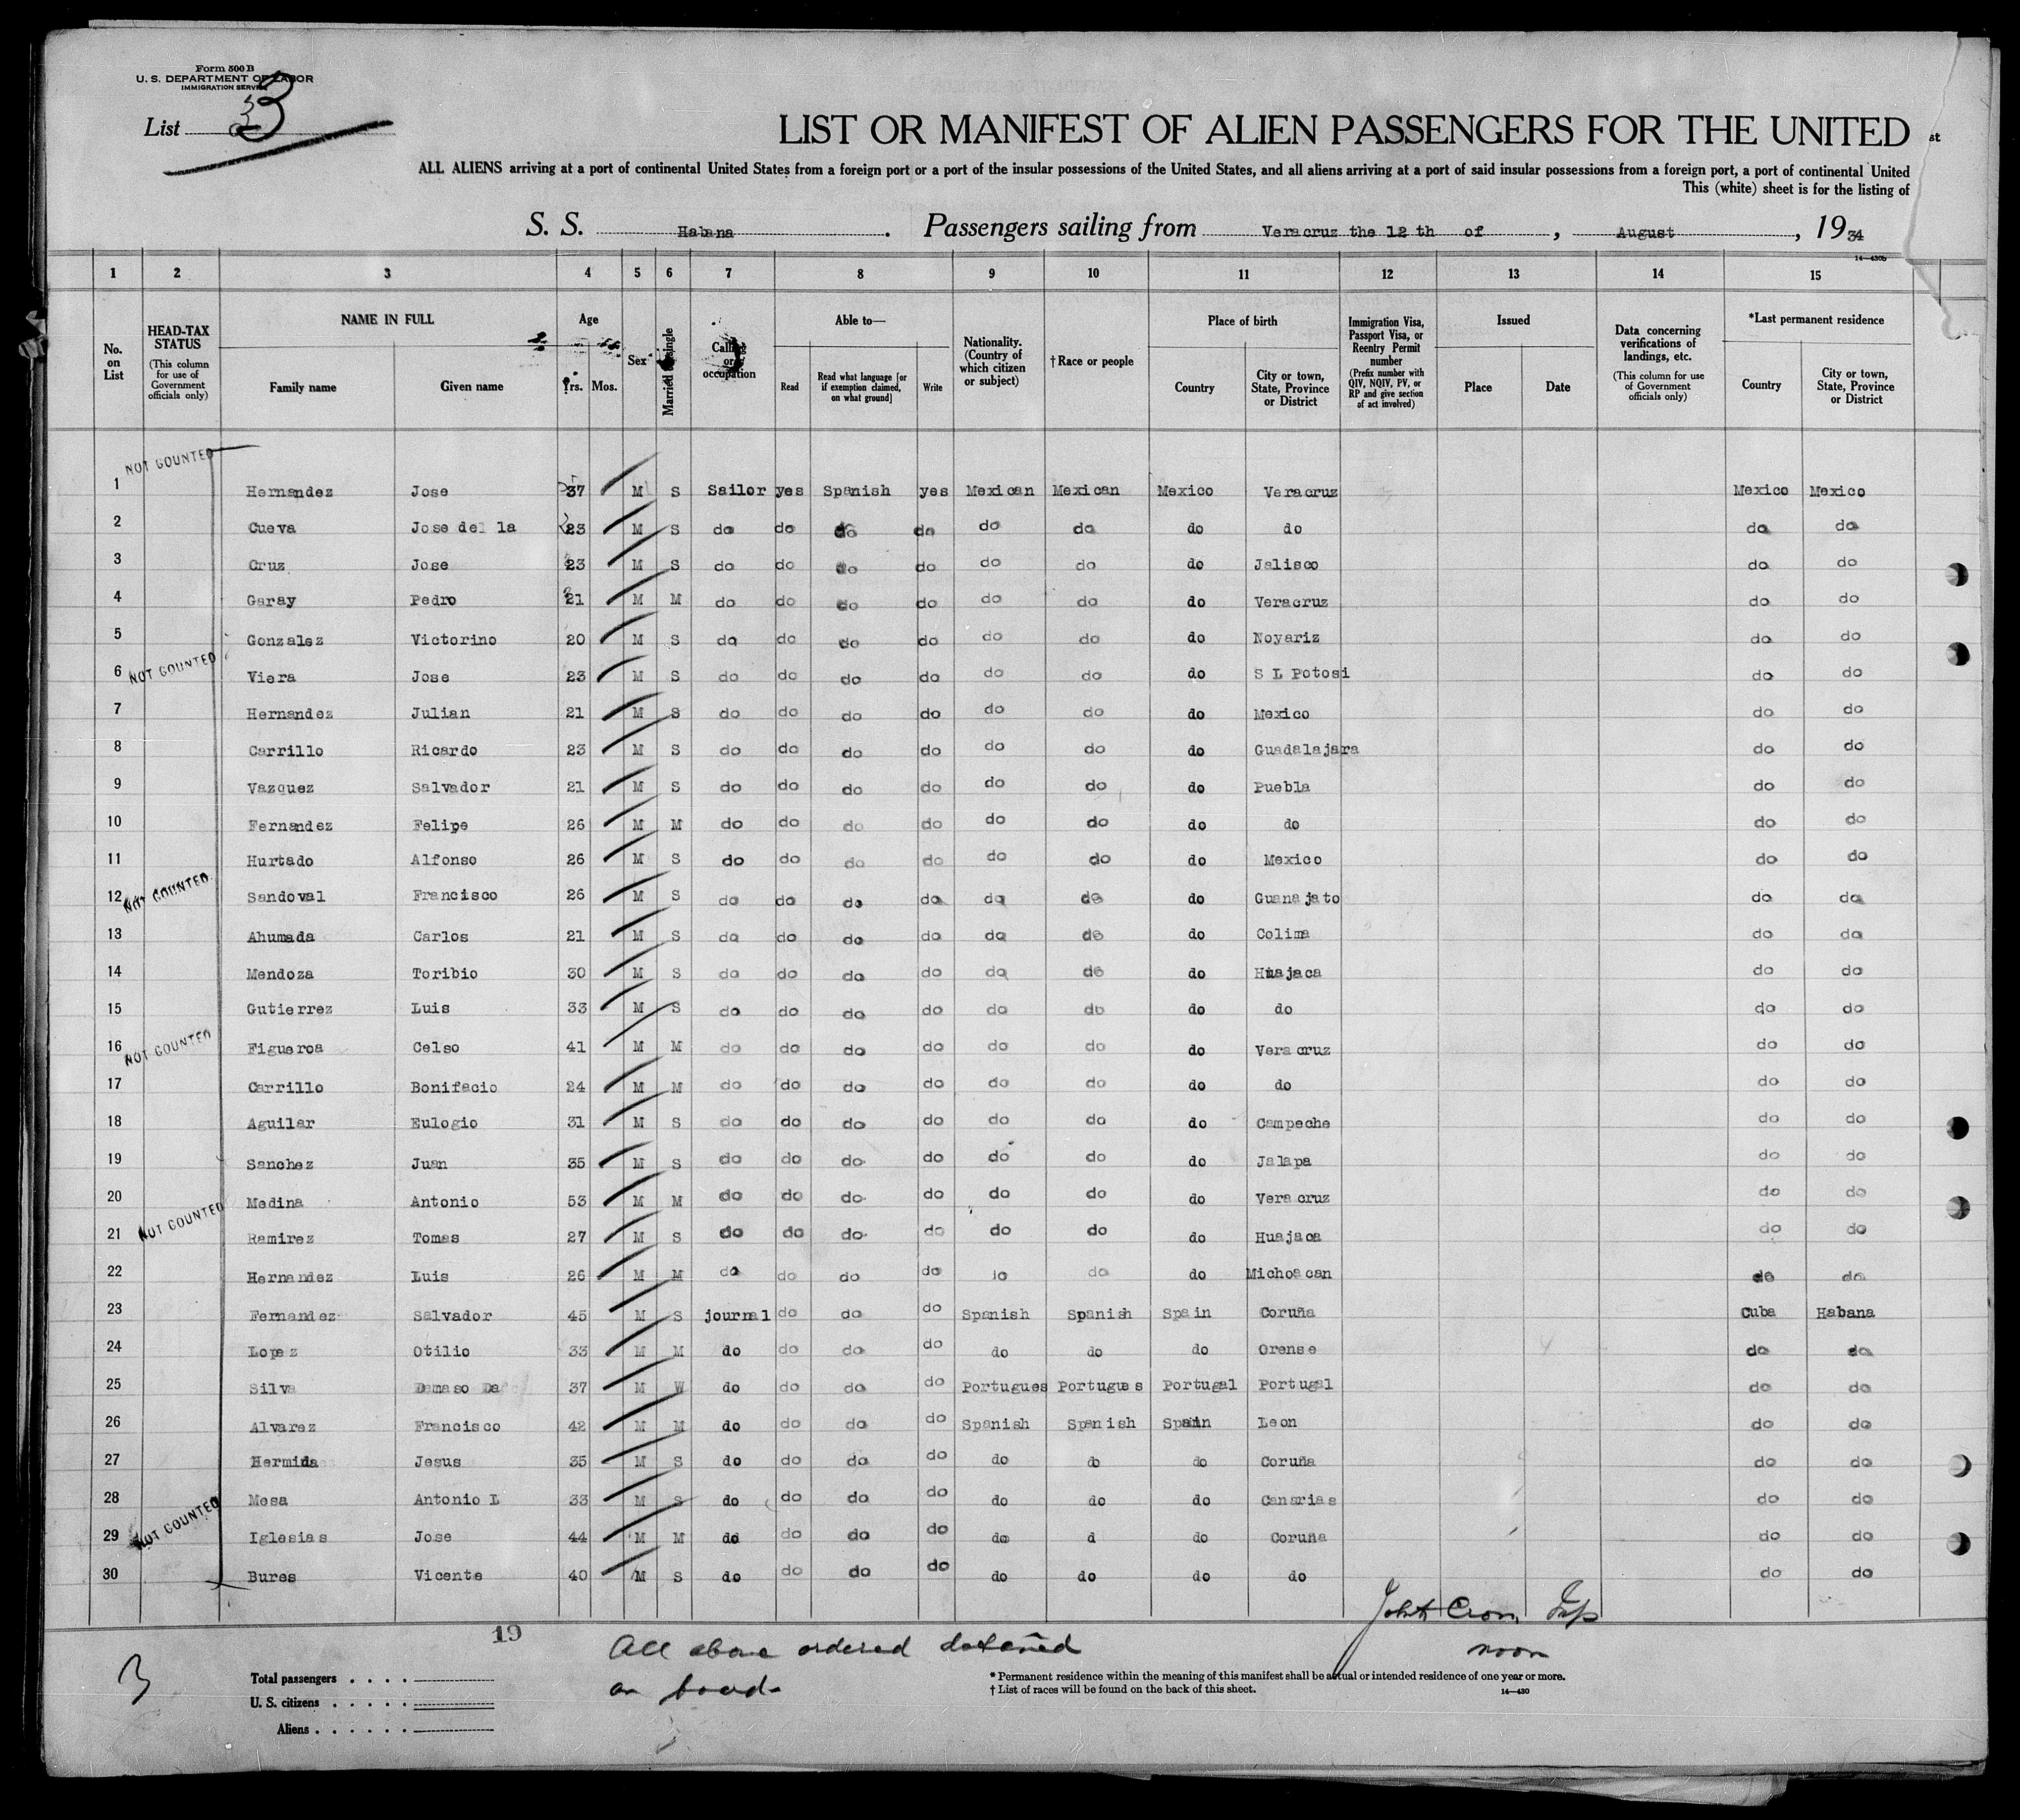 Form 500 B
U. S. DEPARTMENT OF LABOR
IMMIGRATION SERVICE
List 3
LIST OR MANIFEST OF ALIEN PASSENGERS FOR THE UNITED
ALL ALIENS arriving at a port of continental United States from a foreign port or a port of the insular possessions of the United States, and all aliens arriving at a port of said insular possessions from a foreign port, a port of continental United
This (white) sheet is for the listing of
S. S. Habana. Passengers sailing from Veracruz the 12 th of, August, 1934
14—430b
1 2 3 4 5 6 7 8 9 10 11 12 13 14 15
No. on List
HEAD-TAX STATUS (This column for use of Government officials only)
NAME IN FULL Family name Given name
Age Yrs. Mos.
Sex
Married or single
Calling or occupation
Able to— Read Read what language [or if exemption claimed, on what ground] Write
Nationality. (Country of which citizen or subject)
†Race or people
Place of birth Country City or town, State, Province or District
Immigration Visa, Passport Visa, or Reentry Permit number (Prefix number with QIV, NQIV, PV, or RP and give section of act involved)
Issued Place Date
Data concerning verifications of landings, etc. (This column for use of Government officials only)
*Last permanent residence Country City or town, State, Province or District
NOT COUNTED
1 Hernandez Jose 37 M S Sailor yes Spanish yes Mexican Mexican Mexico Veracruz Mexico Mexico
2 Cueva Jose del la 23 M S do do do do do do do do do do
3 Cruz Jose 23 M S do do do do do do do Jalisco do do
4 Garay Pedro 21 M M do do do do do do do Veracruz do do
5 Gonzalez Victorino 20 M S do do do do do do do Noyariz do do
NOT COUNTED
6 Viera Jose 23 M S do do do do do do do S L Potosi do do
7 Hernandez Julian 21 M S do do do do do do do Mexico do do
8 Carrillo Ricardo 23 M S do do do do do do do Guadalajara do do
9 Vazquez Salvador 21 M S do do do do do do do Puebla do do
10 Fernandez Felipe 26 M M do do do do do do do do do do
11 Hurtado Alfonso 26 M S do do do do do do do Mexico do do
NOT COUNTED
12 Sandoval Francisco 26 M S do do do do do do do Guanajato do do
13 Ahumada Carlos 21 M S do do do do do do do Colima do do
14 Mendoza Toribio 30 M S do do do do do do do Huajaca do do
15 Gutierrez Luis 33 M S do do do do do do do do do do
NOT COUNTED
16 Figueroa Celso 41 M M do do do do do do do Veracruz do do
17 Carrillo Bonifacio 24 M M do do do do do do do do do do
18 Aguilar Eulogio 31 M S do do do do do do do Campeche do do
19 Sanchez Juan 35 M S do do do do do do do Jalapa do do
20 Medina Antonio 53 M M do do do do do do do Veracruz do do
NOT COUNTED
21 Ramirez Tomas 27 M S do do do do do do do Huajaca do do
22 Hernandez Luis 26 M M do do do do do do do Michoacan do do
23 Fernandez Salvador 45 M S journal do do do Spanish Spanish Spain Coruña Cuba Habana
24 Lopez Otilio 33 M M do do do do do do do Orense do do
25 Silva Damaso Da 37 M W do do do do Portugues Portugues Portugal Portugal do do
26 Alvarez Francisco 42 M M do do do do Spanish Spanish Spain Leon do do
27 Hermida Jesus 35 M S do do do do do do do Coruña do do
28 Mesa Antonio L 33 M S do do do do do do do Canarias do do
NOT COUNTED
29 Iglesias Jose 44 M M do do do do do d do Coruña do do
30 Bures Vicente 40 M S do do do do do do do do do do
John Cron, Insp
noon
19
3
All above ordered detained
on board
Total passengers
U. S. citizens
Aliens
* Permanent residence within the meaning of this manifest shall be actual or intended residence of one year or more.
† List of races will be found on the back of this sheet.
14—430